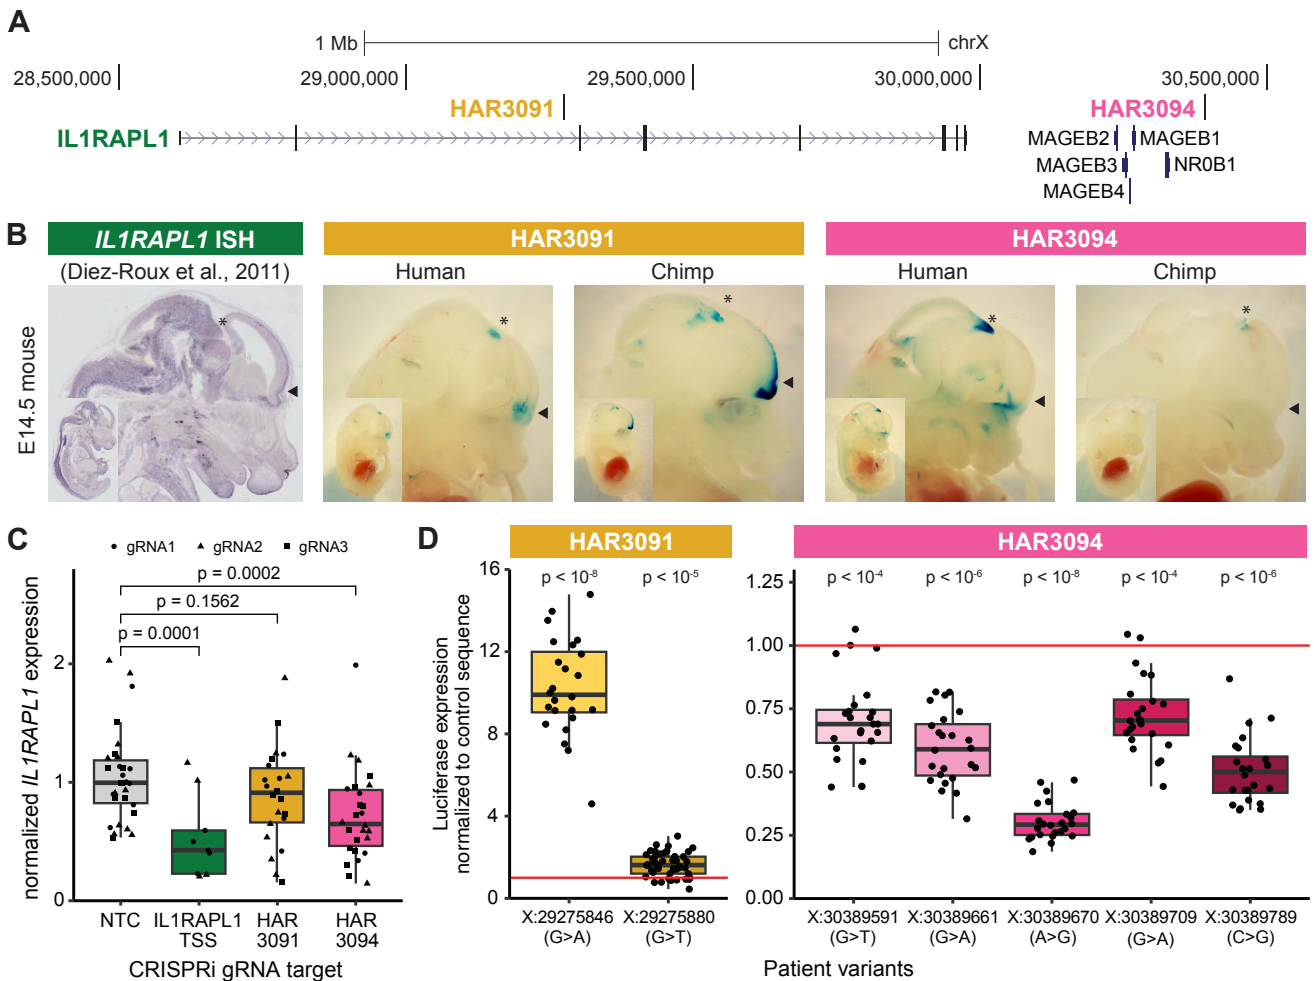 A
1 Mb chrX
28,500,000 29,000,000 29,500,000 30,000,000 30,500,000
HAR3091 HAR3094
IL1RAPL1 MAGEB2 MAGEB1
MAGEB3 NR0B1
MAGEB4
B
IL1RAPL1 ISH HAR3091 HAR3094
(Diez-Roux et al., 2011) Human Chimp Human Chimp
* * * * *
E14.5 mouse
C
gRNA1 gRNA2 gRNA3
p = 0.0002
p = 0.1562
p = 0.0001
normalized IL1RAPL1 expression
2
1
0
NTC IL1RAPL1 HAR HAR
TSS 3091 3094
CRISPRi gRNA target
D
HAR3091 HAR3094
p < 10-8 p < 10-5 p < 10-4 p < 10-6 p < 10-8 p < 10-4 p < 10-6
Luciferase expression
normalized to control sequence
16
12
8
4
0
1.25
1.00
0.75
0.50
0.25
0.00
X:29275846 X:29275880 X:30389591 X:30389661 X:30389670 X:30389709 X:30389789
(G>A) (G>T) (G>T) (G>A) (A>G) (G>A) (C>G)
Patient variants